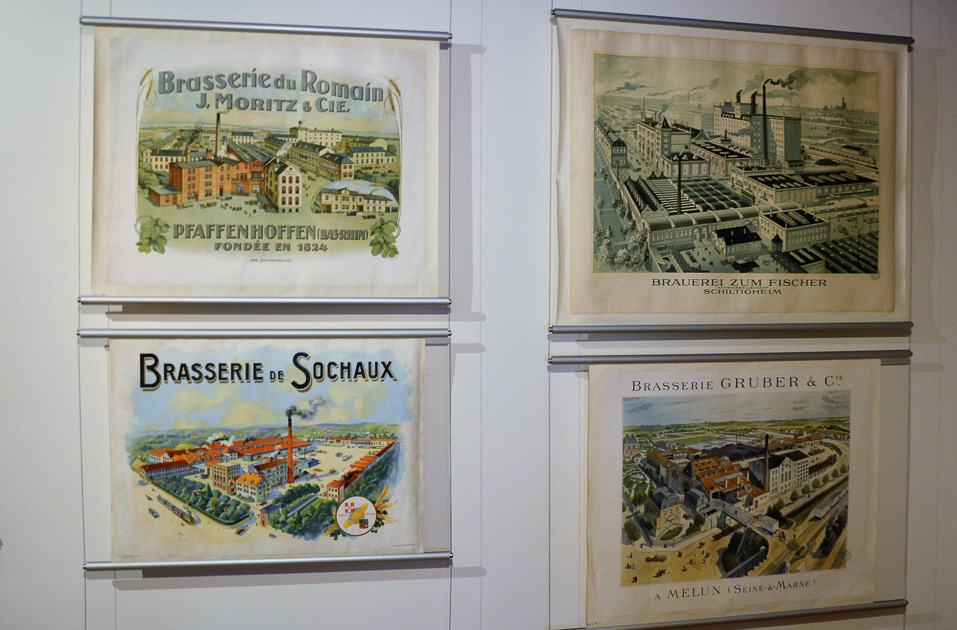 Brasserie du Romain
J. MORITZ & CIE.
PFAFFENHOFFEN (BAS-RHIN)
FONDÉE EN 1824
BRAUEREI ZUM FISCHER
SCHILTIGHEIM
BRASSERIE DE SOCHAUX
BRASSERIE GRUBER & CIE.
A MELUN (SEINE-&-MARNE)